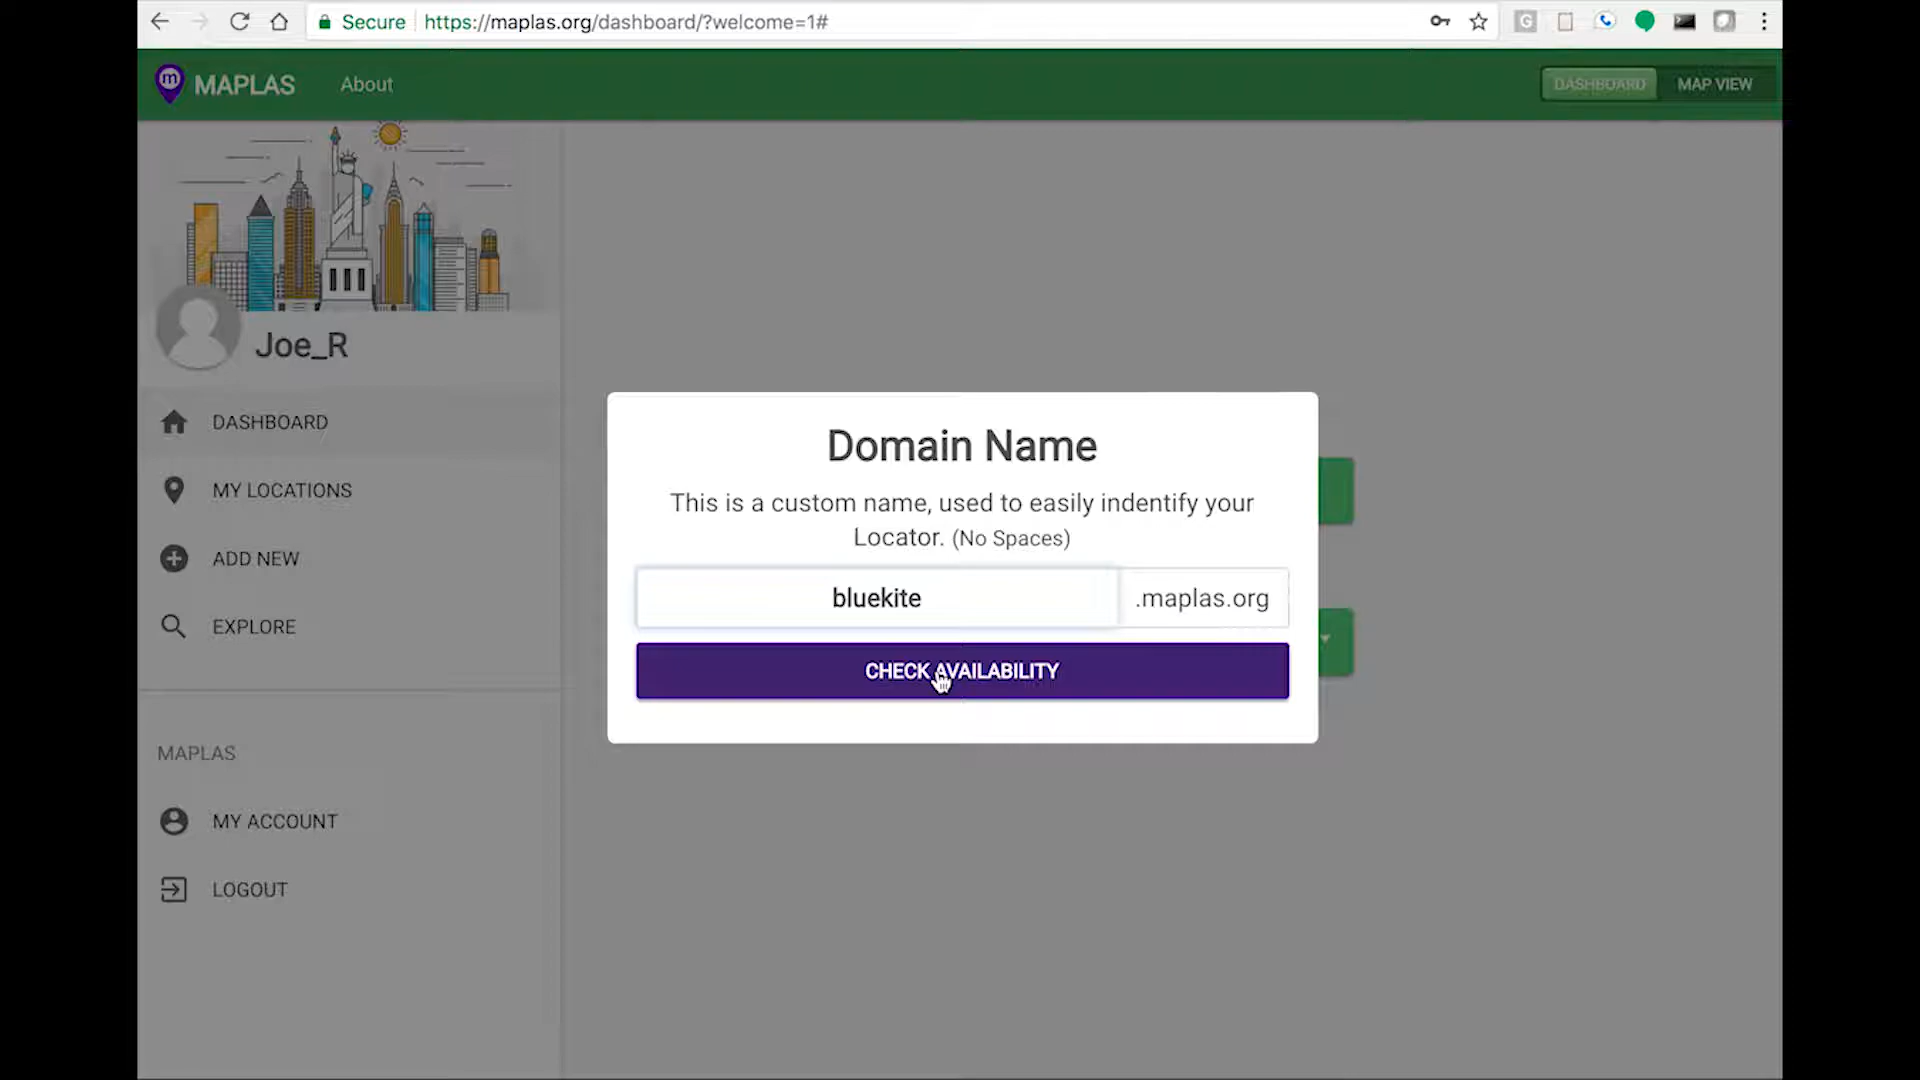 Secure
https://maplas.org/dashboard/?welcome=1#
m
MAPLAS
About
DASHBOARD
MAP VIEW
Joe_R
DASHBOARD
MY LOCATIONS
ADD NEW
EXPLORE
MAPLAS
MY ACCOUNT
LOGOUT
Domain Name
This is a custom name, used to easily indentify your
Locator. (No Spaces)
bluekite
.maplas.org
CHECK AVAILABILITY